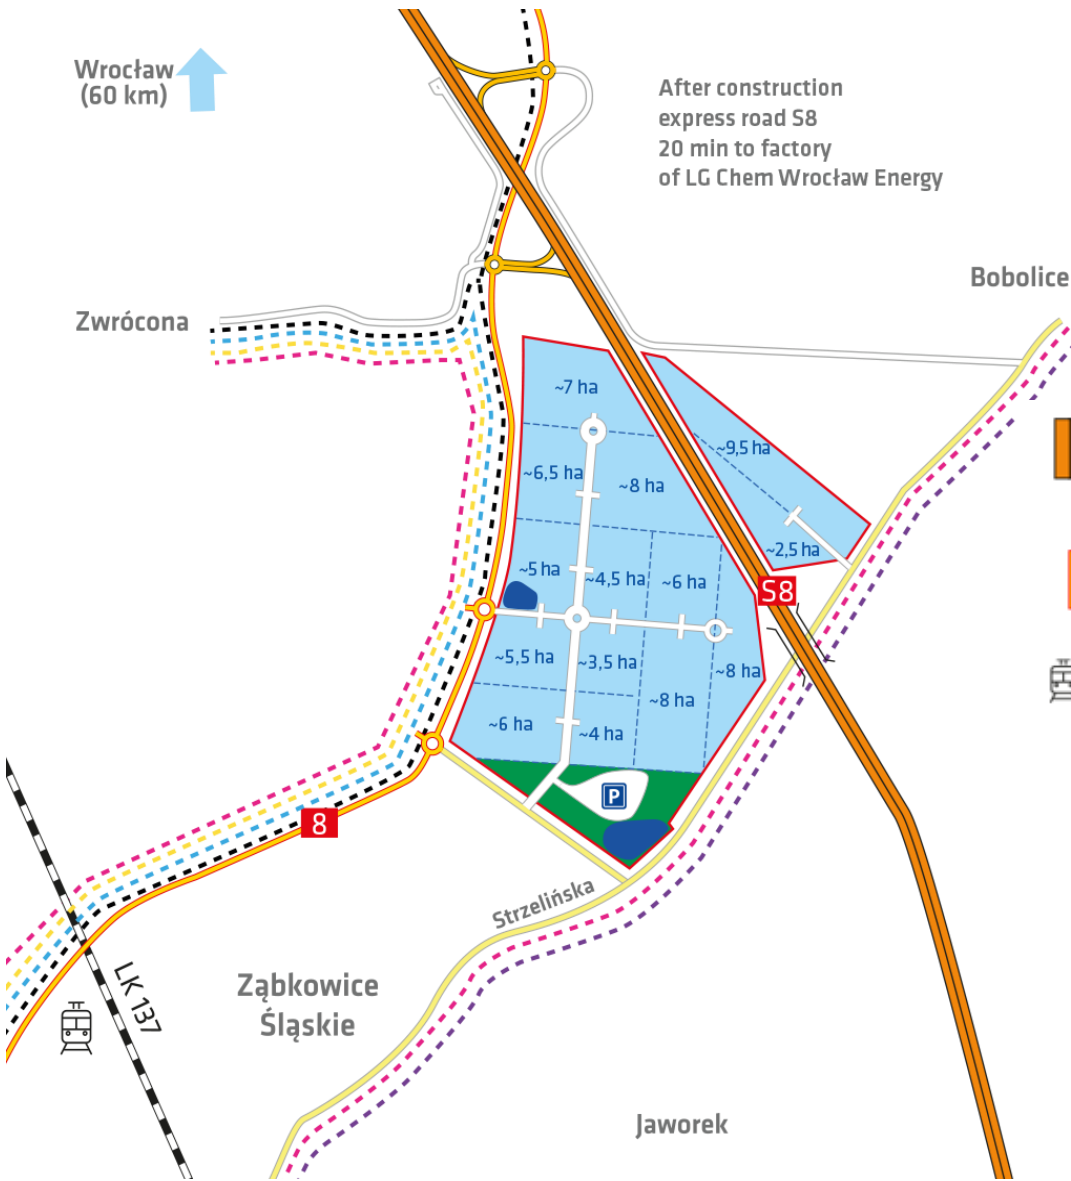 Wrocław
(60 km)
After construction
express road S8
20 min to factory
of LG Chem Wrocław Energy
Bobolice
Zwrócona
~7 ha
~9,5 ha
~6,5 ha
~8 ha
~2,5 ha
~5 ha
~4,5 ha
~6 ha
S8
~5,5 ha
~3,5 ha
~8 ha
~8 ha
~6 ha
~4 ha
P
8
Strzelińska
LK 137
Ząbkowice
Śląskie
Jaworek